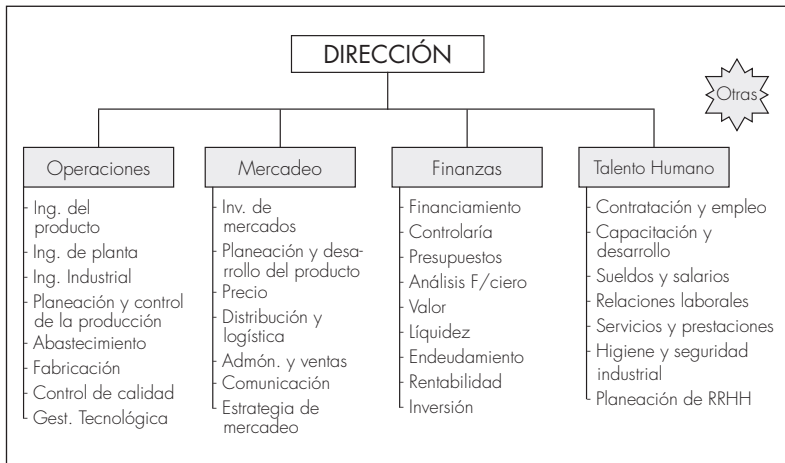 DIRECCIÓN
Otras
Operaciones
Ing. del
producto
Ing. de planta
Ing. Industrial
Planeación y control
de la producción
Abastecimiento
Fabricación
Control de calidad
Gest. Tecnológica
Mercadeo
Inv. de
mercados
Planeación y desa-
rrollo del producto
Precio
Distribución y
logística
Admón. y ventas
Comunicación
Estrategia de
mercadeo
Finanzas
Financiamiento
Controlaría
Presupuestos
Análisis F/ciero
Valor
Líquidez
Endeudamiento
Rentabilidad
Inversión
Talento Humano
Contratación y empleo
Capacitación y
desarrollo
Sueldos y salarios
Relaciones laborales
Servicios y prestaciones
Higiene y seguridad
industrial
Planeación de RRHH